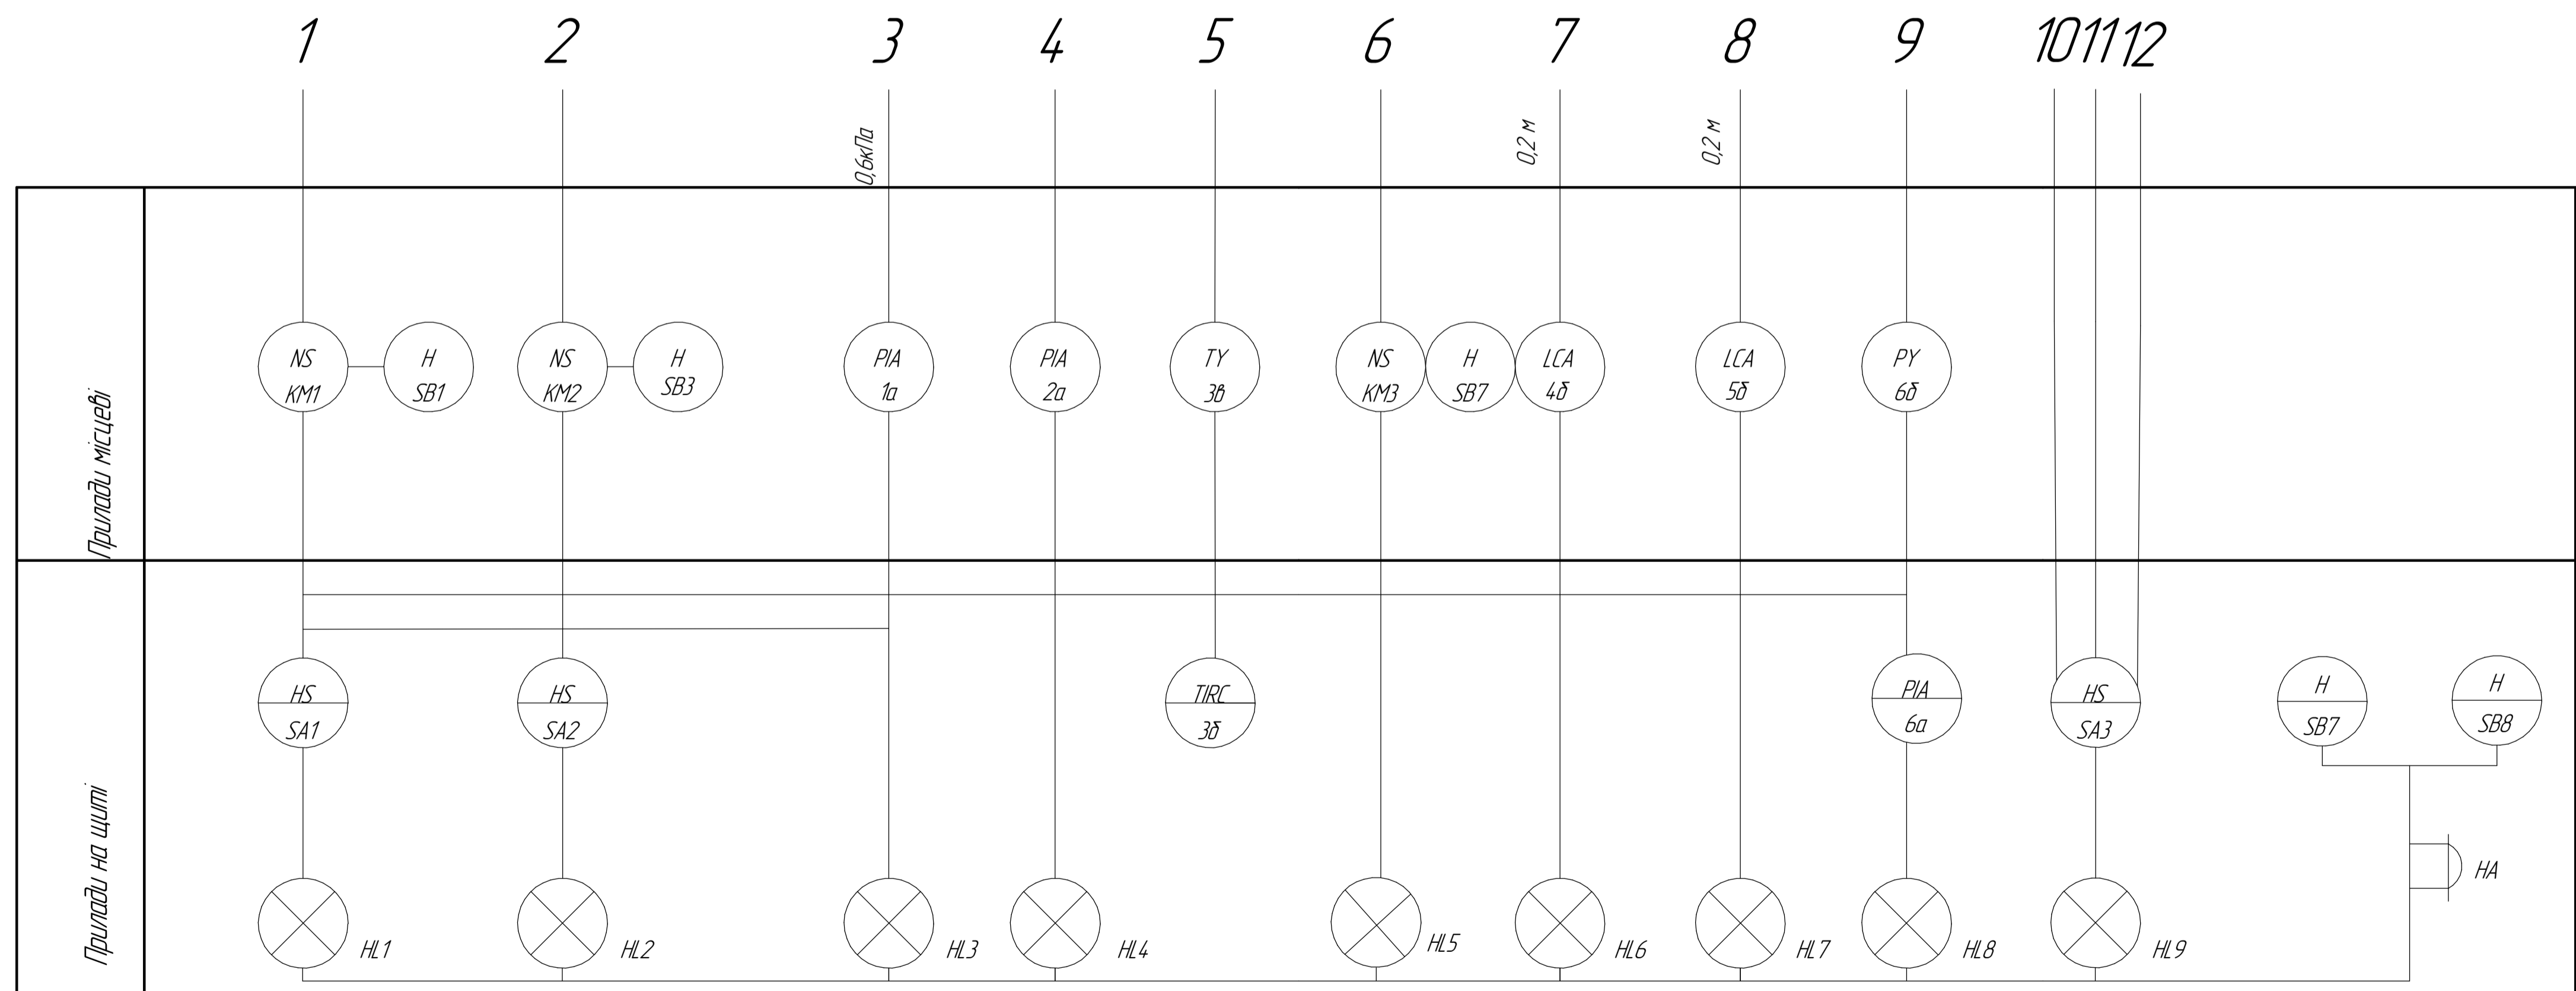 1 2 3 4 5 6 7 8 9 10 11 12
0,6кПа
0,2 м
0,2 м
Прилади місцеві
NS
KM1
H
SB1
NS
KM2
H
SB3
PIA
1а
PIA
2а
TY
3в
NS
KM3
H
SB7
LCA
4б
LCA
5б
PY
6б
Прилади на щиті
HS
SA1
HS
SA2
TIRC
3б
PIA
6а
HS
SA3
H
SB7
H
SB8
HA
HL1
HL2
HL3
HL4
HL5
HL6
HL7
HL8
HL9